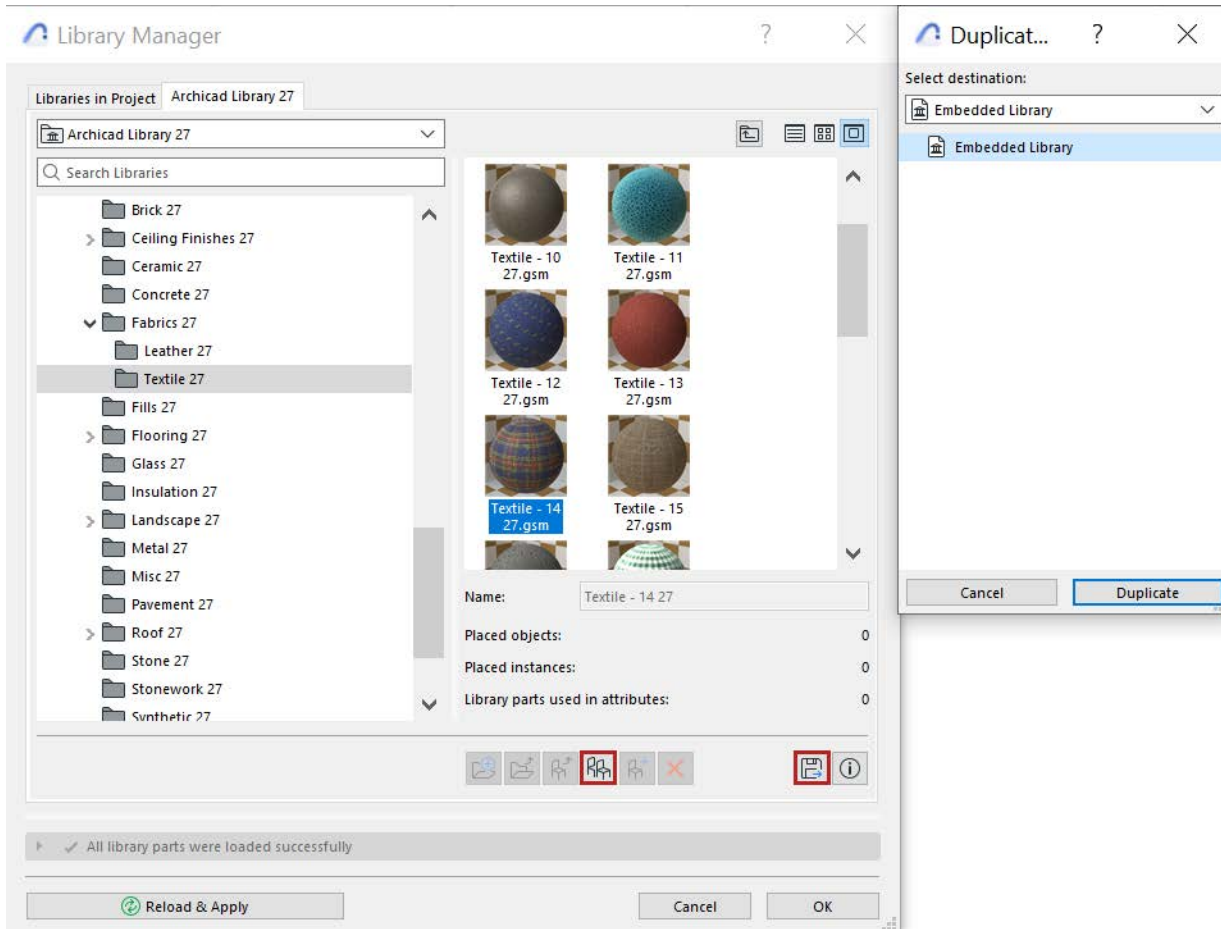 Library Manager
?
Libraries in Project
Archicad Library 27
Archicad Library 27
Search Libraries
Brick 27
Ceiling Finishes 27
Ceramic 27
Concrete 27
Fabrics 27
Leather 27
Textile 27
Fills 27
Flooring 27
Glass 27
Insulation 27
Landscape 27
Metal 27
Misc 27
Pavement 27
Roof 27
Stone 27
Stonework 27
Synthetic 27
Textile - 10
27.gsm
Textile - 11
27.gsm
Textile - 12
27.gsm
Textile - 13
27.gsm
Textile - 14
27.gsm
Textile - 15
27.gsm
Name: Textile - 14 27
Placed objects: 0
Placed instances: 0
Library parts used in attributes: 0
All library parts were loaded successfully
Reload & Apply
Cancel
OK
Duplicat...
?
Select destination:
Embedded Library
Embedded Library
Cancel
Duplicate